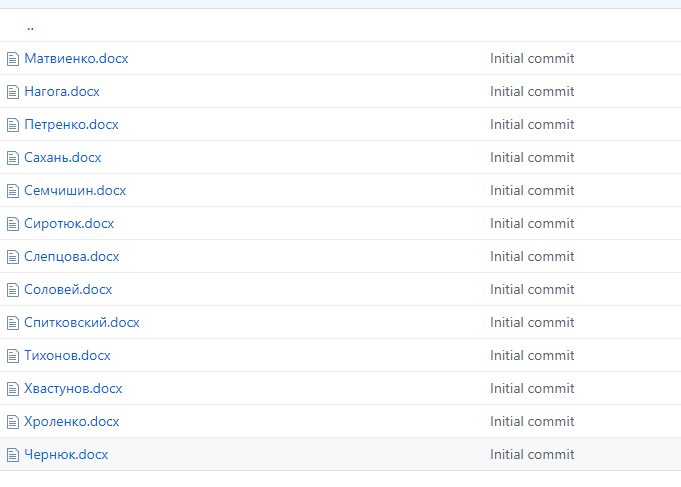 ..
Матвиенко.docx Initial commit
Нагога.docx Initial commit
Петренко.docx Initial commit
Сахань.docx Initial commit
Семчишин.docx Initial commit
Сиротюк.docx Initial commit
Слепцова.docx Initial commit
Соловей.docx Initial commit
Спитковский.docx Initial commit
Тихонов.docx Initial commit
Хвастунов.docx Initial commit
Хроленко.docx Initial commit
Чернюк.docx Initial commit